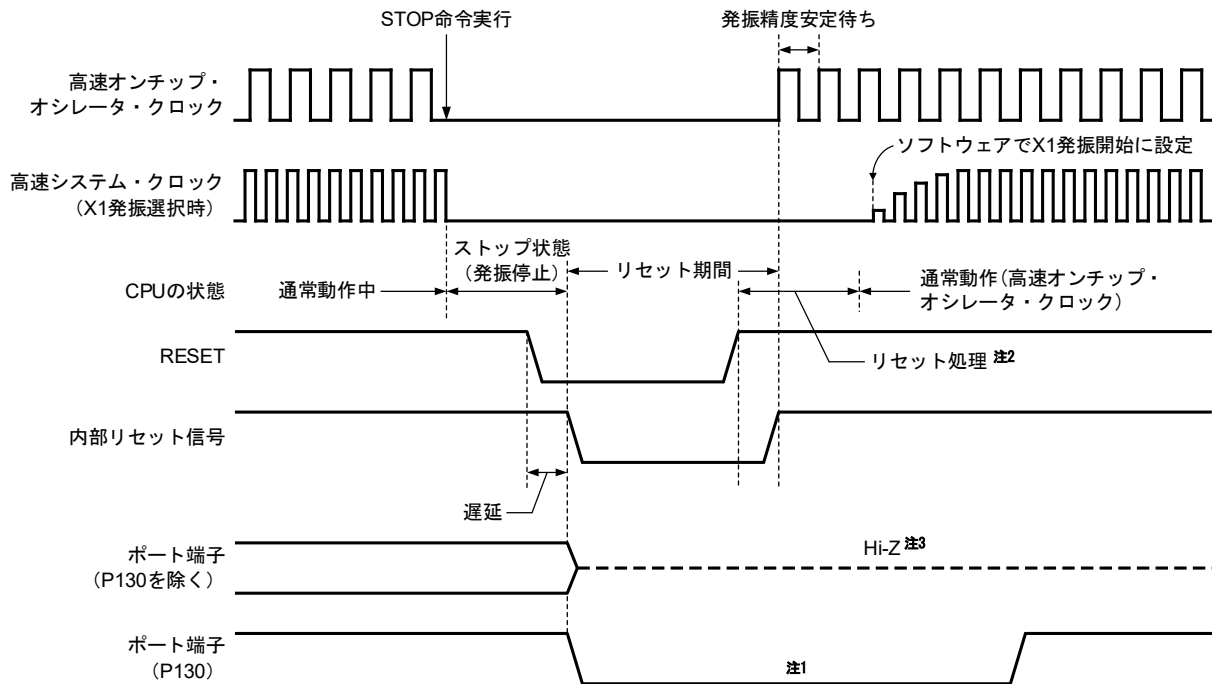 STOP命令実行
発振精度安定待ち
高速オンチップ・
オシレータ・クロック
ソフトウェアでX1発振開始に設定
高速システム・クロック
（X1発振選択時）
ストップ状態
（発振停止）
リセット期間
CPUの状態
通常動作中
通常動作（高速オンチップ・
オシレータ・クロック）
RESET
リセット処理 注2
内部リセット信号
遅延
ポート端子
（P130を除く）
Hi-Z 注3
ポート端子
（P130）
注1